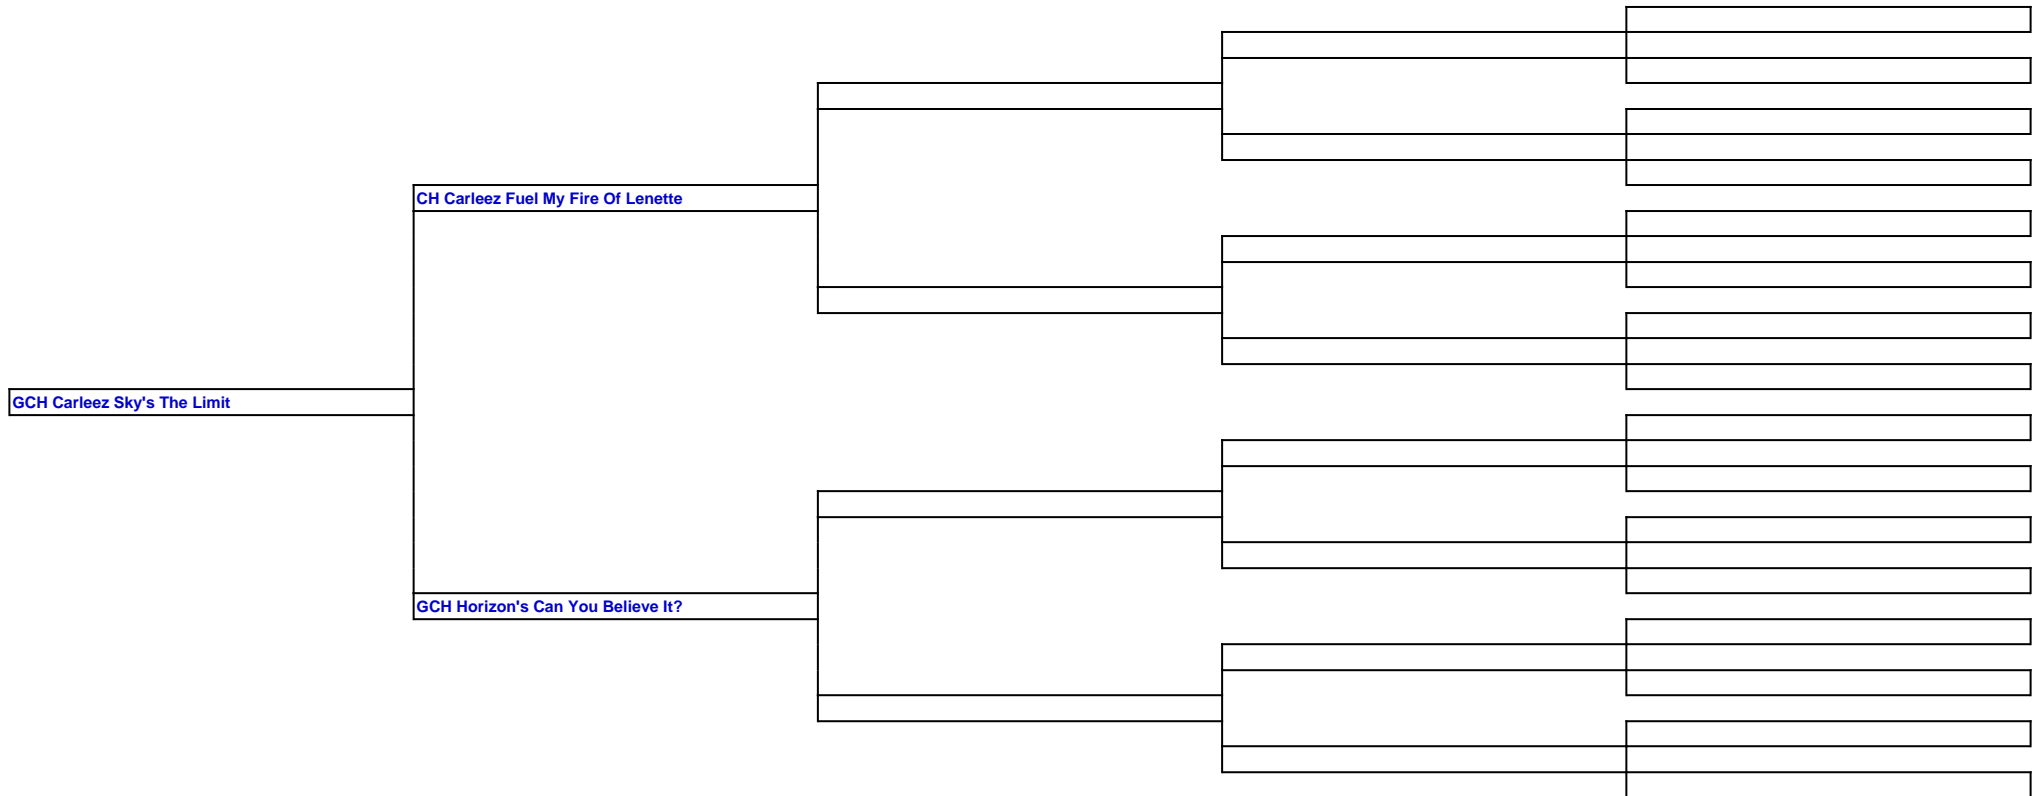 CH Carleez Fuel My Fire Of Lenette
GCH Carleez Sky's The Limit
GCH Horizon's Can You Believe It?